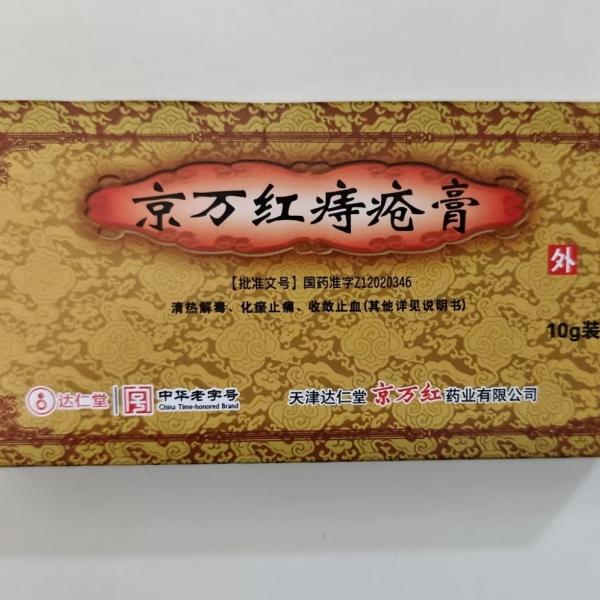 京万红痔疮膏
【批准文号】国药准字Z12020346
外
清热解毒、化瘀止痛、收敛止血(其他详见说明书)
10g装
达仁堂
中华老字号
China Time-honored Brand
天津达仁堂京万红药业有限公司